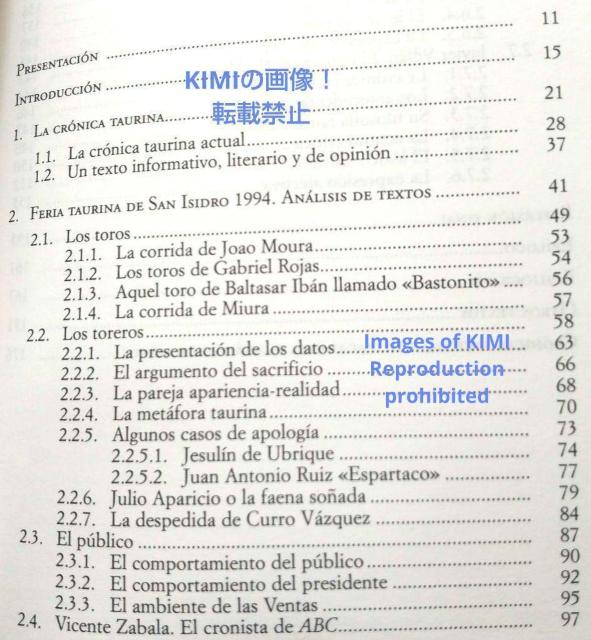 PRESENTACIÓN ........ 11
INTRODUCCIÓN ........ 15
KIMIの画像！
転載禁止
1. LA CRÓNICA TAURINA........ 21
1.1. La crónica taurina actual........ 28
1.2. Un texto informativo, literario y de opinión ........ 37
2. FERIA TAURINA DE SAN ISIDRO 1994. ANÁLISIS DE TEXTOS ........ 41
2.1. Los toros ........ 49
2.1.1. La corrida de Joao Moura........ 53
2.1.2. Los toros de Gabriel Rojas........ 54
2.1.3. Aquel toro de Baltasar Ibán llamado «Bastonito» .... 56
2.1.4. La corrida de Miura ........ 57
2.2. Los toreros........ 58
2.2.1. La presentación de los datos........ 63
2.2.2. El argumento del sacrificio ........ 66
2.2.3. La pareja apariencia-realidad........ 68
2.2.4. La metáfora taurina........ 70
Images of KIMI
Reproduction
prohibited
2.2.5. Algunos casos de apología ........ 73
2.2.5.1. Jesulín de Ubrique ........ 74
2.2.5.2. Juan Antonio Ruiz «Espartaco» ........ 77
2.2.6. Julio Aparicio o la faena soñada ........ 79
2.2.7. La despedida de Curro Vázquez ........ 84
2.3. El público ........ 87
2.3.1. El comportamiento del público ........ 90
2.3.2. El comportamiento del presidente ........ 92
2.3.3. El ambiente de las Ventas ........ 95
2.4. Vicente Zabala. El cronista de ABC........ 97